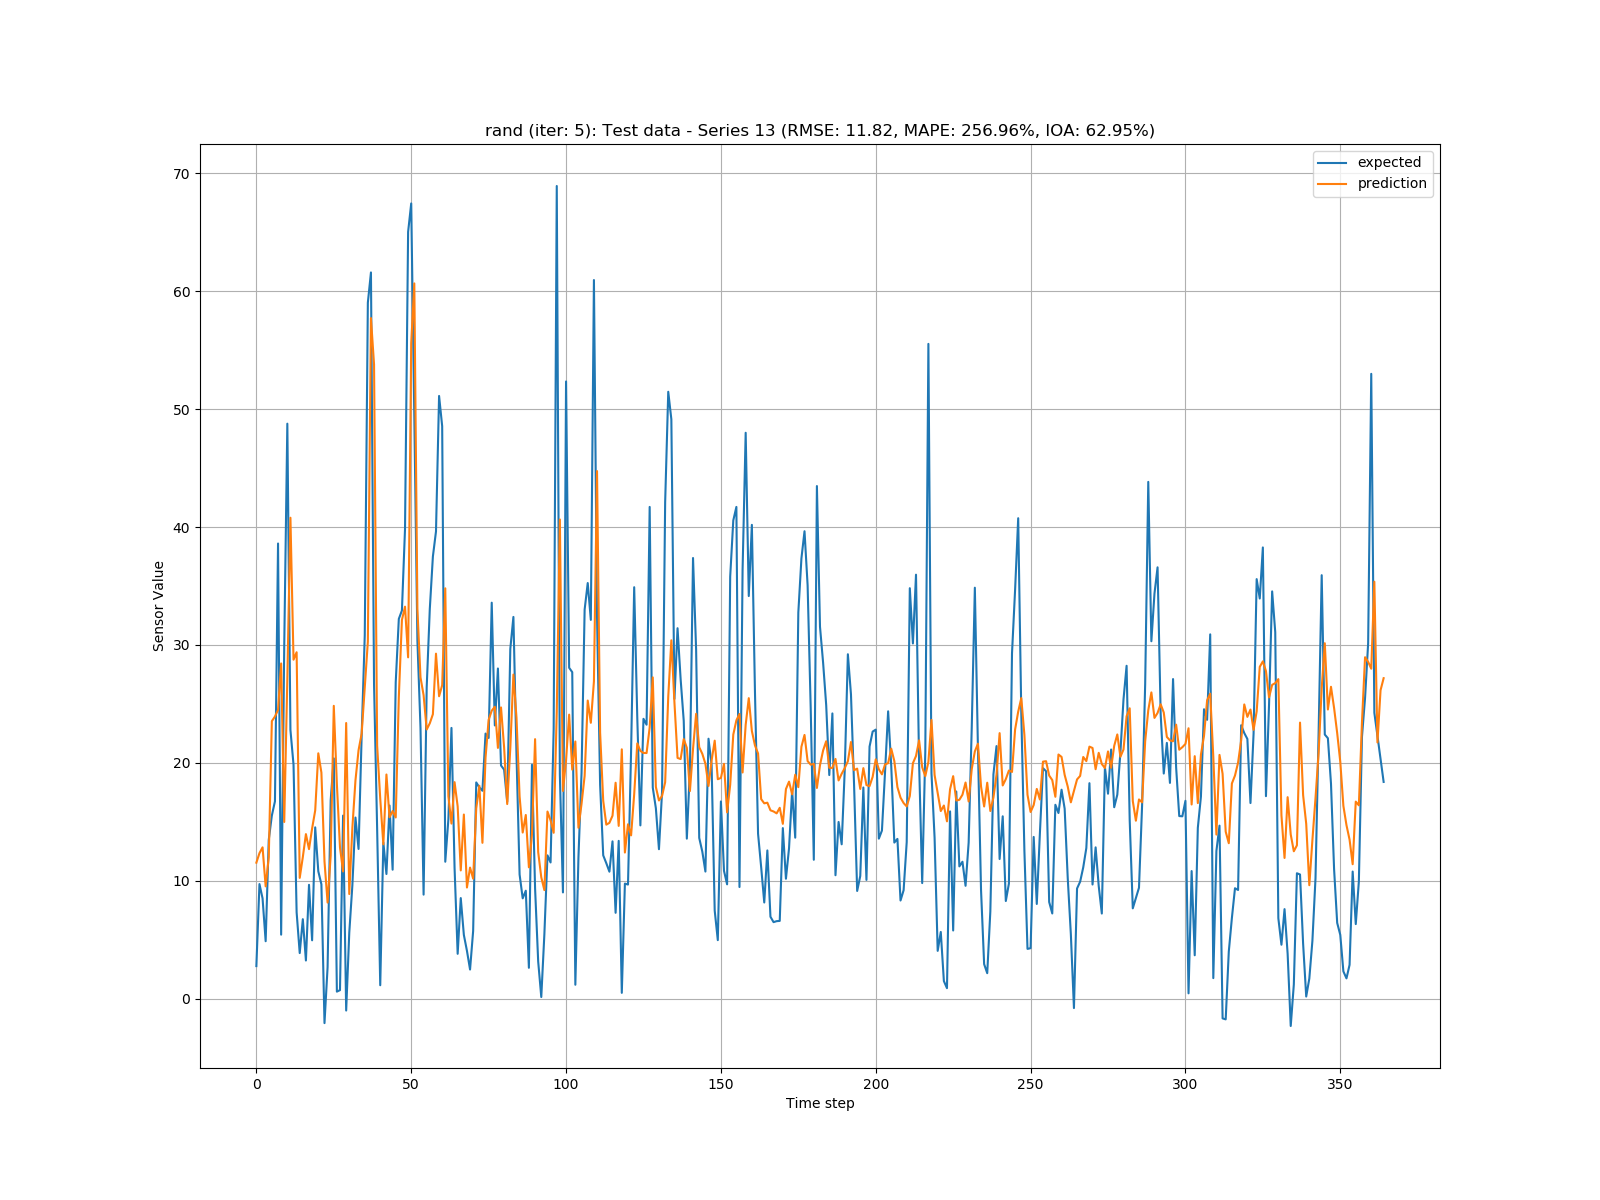 rand (iter: 5): Test data - Series 13 (RMSE: 11.82, MAPE: 256.96%, IOA: 62.95%)
expected
prediction
70
60
50
40
30
20
10
0
Sensor Value
0 50 100 150 200 250 300 350
Time step